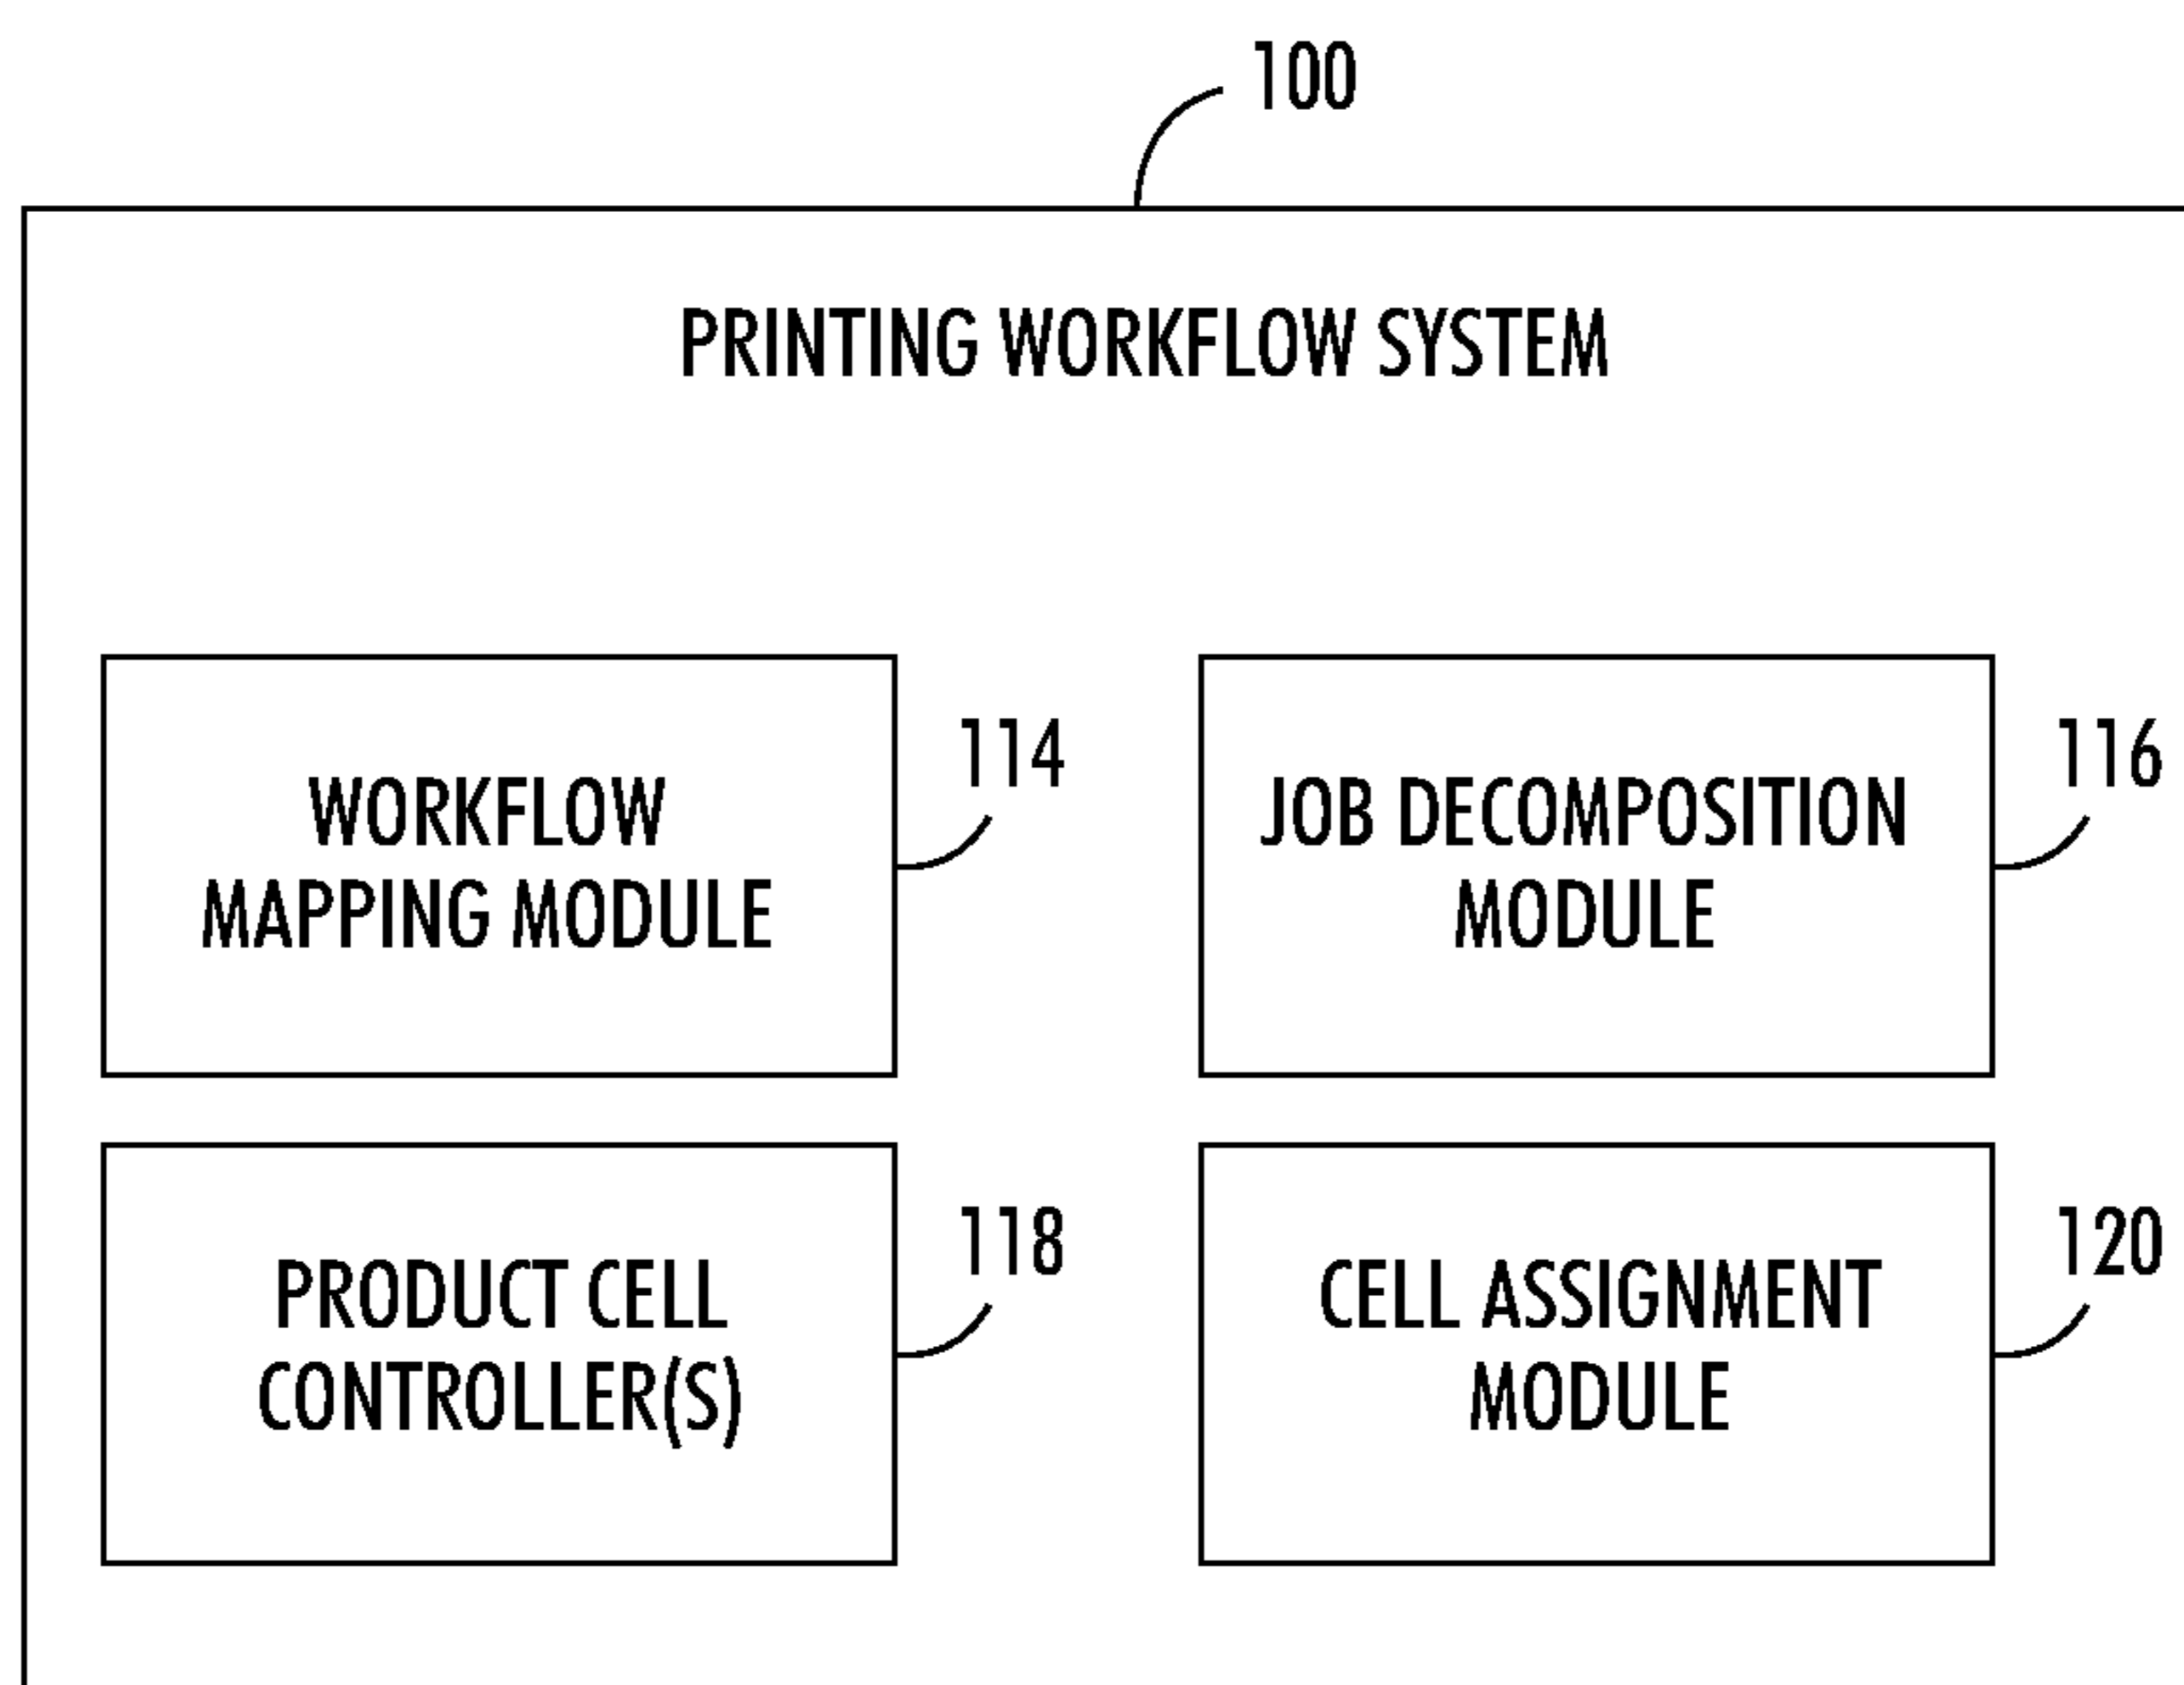 100
PRINTING WORKFLOW SYSTEM
WORKFLOW
MAPPING MODULE
114
JOB DECOMPOSITION
MODULE
116
PRODUCT CELL
CONTROLLER(S)
118
CELL ASSIGNMENT
MODULE
120